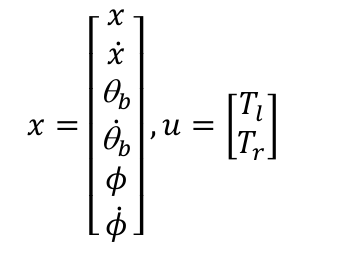 x = [x ẋ θ_b θ̇_b ϕ ϕ̇], u = [T_l T_r]